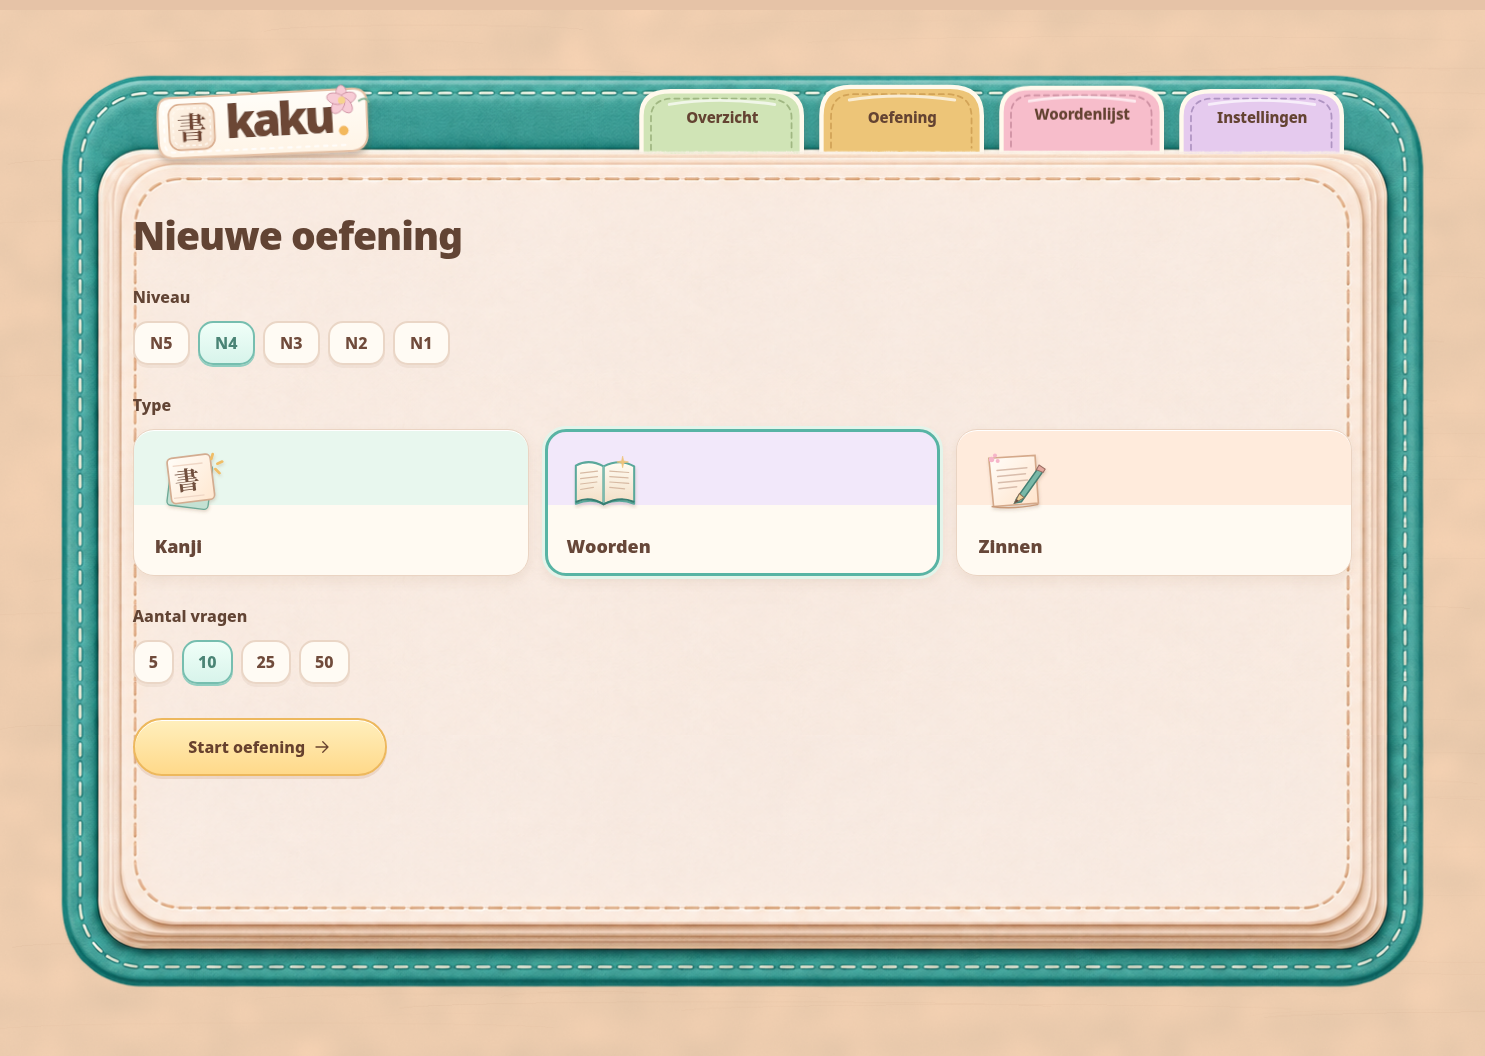 書 kaku
Overzicht Oefening Woordenlijst Instellingen
Nieuwe oefening
Niveau
N5 N4 N3 N2 N1
Type
書
Kanji Woorden Zinnen
Aantal vragen
5 10 25 50
Start oefening →